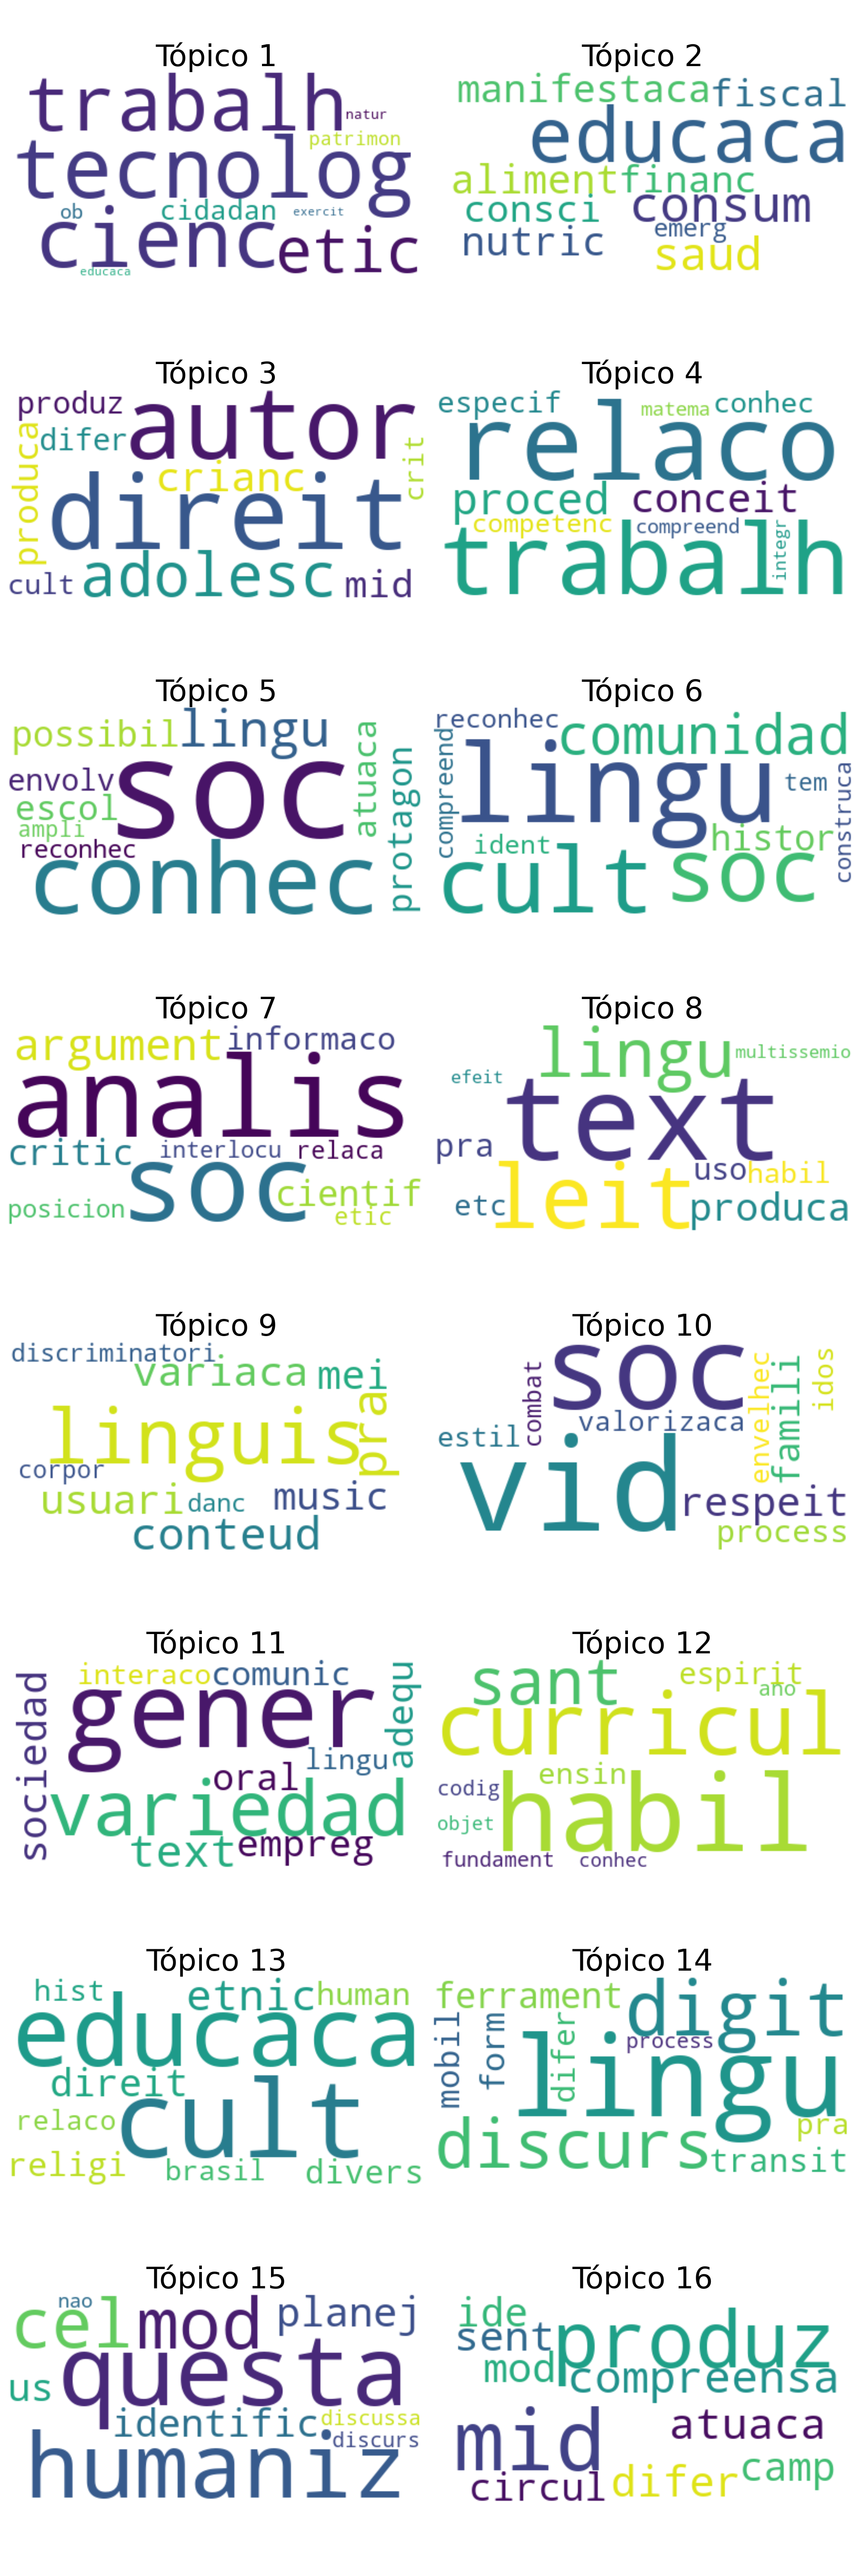 Tópico 1
trabalh
natur
patrimon
tecnolog
ob
cidadan
exercit
cienc
etic
educaca
Tópico 2
manifestaca
fiscal
educaca
aliment
financ
consci
consum
nutric
emerg
saud
Tópico 3
produz
autor
difer
produca
crianc
crit
direit
adolesc
cult
mid
Tópico 4
especif
matema
conhec
relaco
proced
conceit
competenc
compreend
trabalh
integr
Tópico 5
possibil
lingu
atuaca
envolv
soc
escol
ampli
reconhec
protagon
conhec
Tópico 6
reconhec
comunidad
compreend
lingu
tem
construca
ident
histor
cult
soc
Tópico 7
argument
informaco
analis
critic
interlocu
relaca
soc
cientif
posicion
etic
Tópico 8
lingu
multissemio
efeit
text
pra
uso
habil
etc
leit
produca
Tópico 9
discriminatori
variaca
mei
linguis
pra
corpor
usuari
danc
music
conteud
Tópico 10
combat
soc
envelhec
famili
idos
valorizaca
estil
vid
respeit
process
Tópico 11
sociedad
interaco
comunic
adequ
gener
lingu
oral
variedad
text
empreg
Tópico 12
sant
espirit
ano
curricul
ensin
codig
habil
objet
fundament
conhec
Tópico 13
hist
etnic
human
educaca
direit
relaco
cult
religi
brasil
divers
Tópico 14
ferrament
digit
mobil
form
difer
process
lingu
discurs
pra
transit
Tópico 15
nao
cel
mod
planej
us
questa
identific
discussa
discurs
humaniz
Tópico 16
ide
sent
produz
mod
compreensa
mid
atuaca
circul
difer
camp